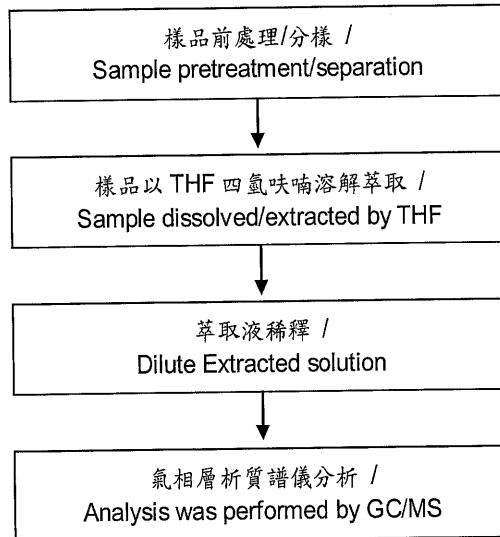 樣品前處理/分樣 /
Sample pretreatment/separation
樣品以 THF 四氫呋喃溶解萃取 /
Sample dissolved/extracted by THF
萃取液稀釋 /
Dilute Extracted solution
氣相層析質譜儀分析 /
Analysis was performed by GC/MS